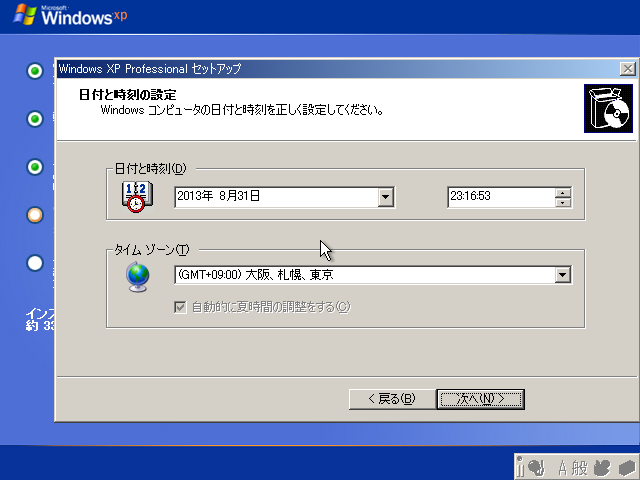 Microsoft
Windows xp
Windows XP Professional セットアップ
日付と時刻の設定
Windows コンピュータの日付と時刻を正しく設定してください。
日付と時刻(D)
2013年 8月31日
23:16:53
タイム ゾーン(T)
(GMT+09:00) 大阪、札幌、東京
自動的に夏時間の調整をする(C)
インス
約 33
< 戻る(B)
次へ(N) >
A 般